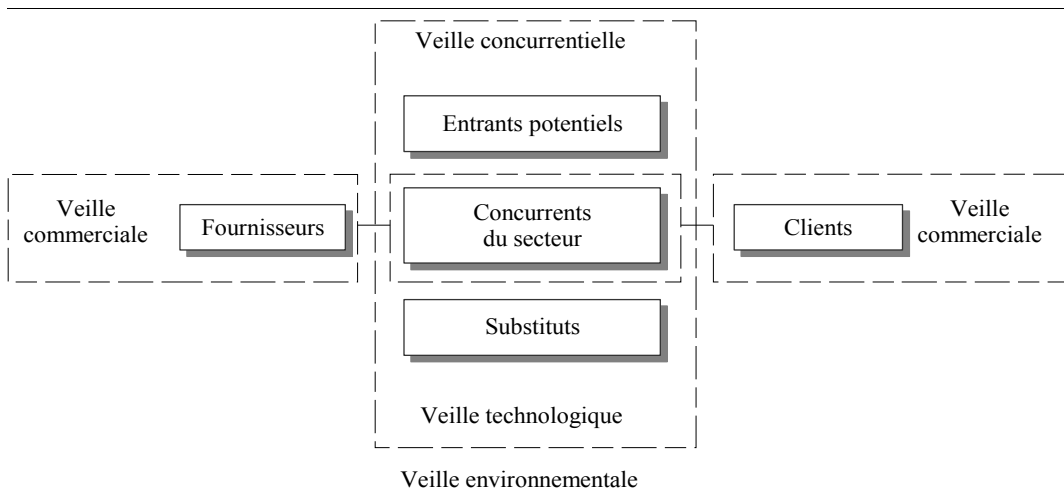 Veille concurrentielle
Entrants potentiels
Veille
commerciale
Fournisseurs
Concurrents
du secteur
Clients
Veille
commerciale
Substituts
Veille technologique
Veille environnementale